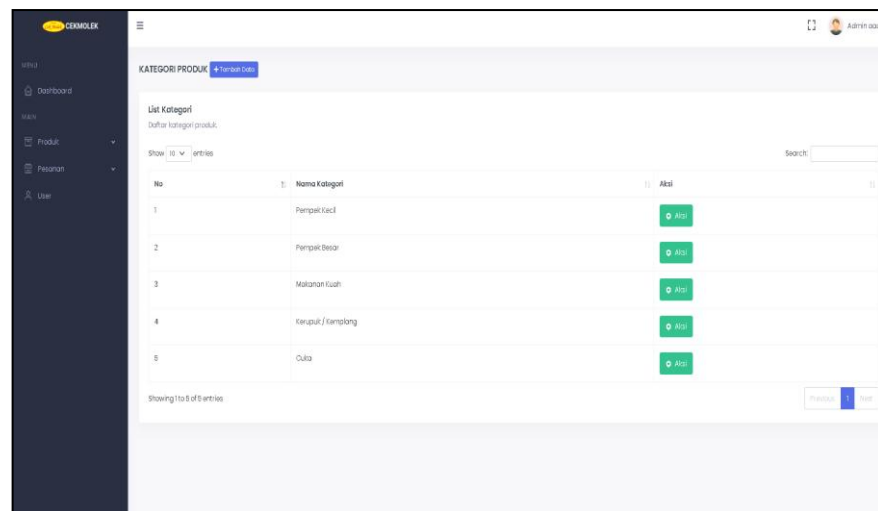 CEKMOLEK
Admin
MENU
Dashboard
MAIN
Produk
Pesanan
User
KATEGORI PRODUK + Tambah Data
List Kategori
Daftar kategori produk.
Show 10 entries
Search:
No Nama Kategori Aksi
1 Pempek Kecil Aksi
2 Pempek Besar Aksi
3 Makanan Kuah Aksi
4 Kerupuk / Kemplang Aksi
5 Cuka Aksi
Showing 1 to 5 of 5 entries
Previous 1 Next